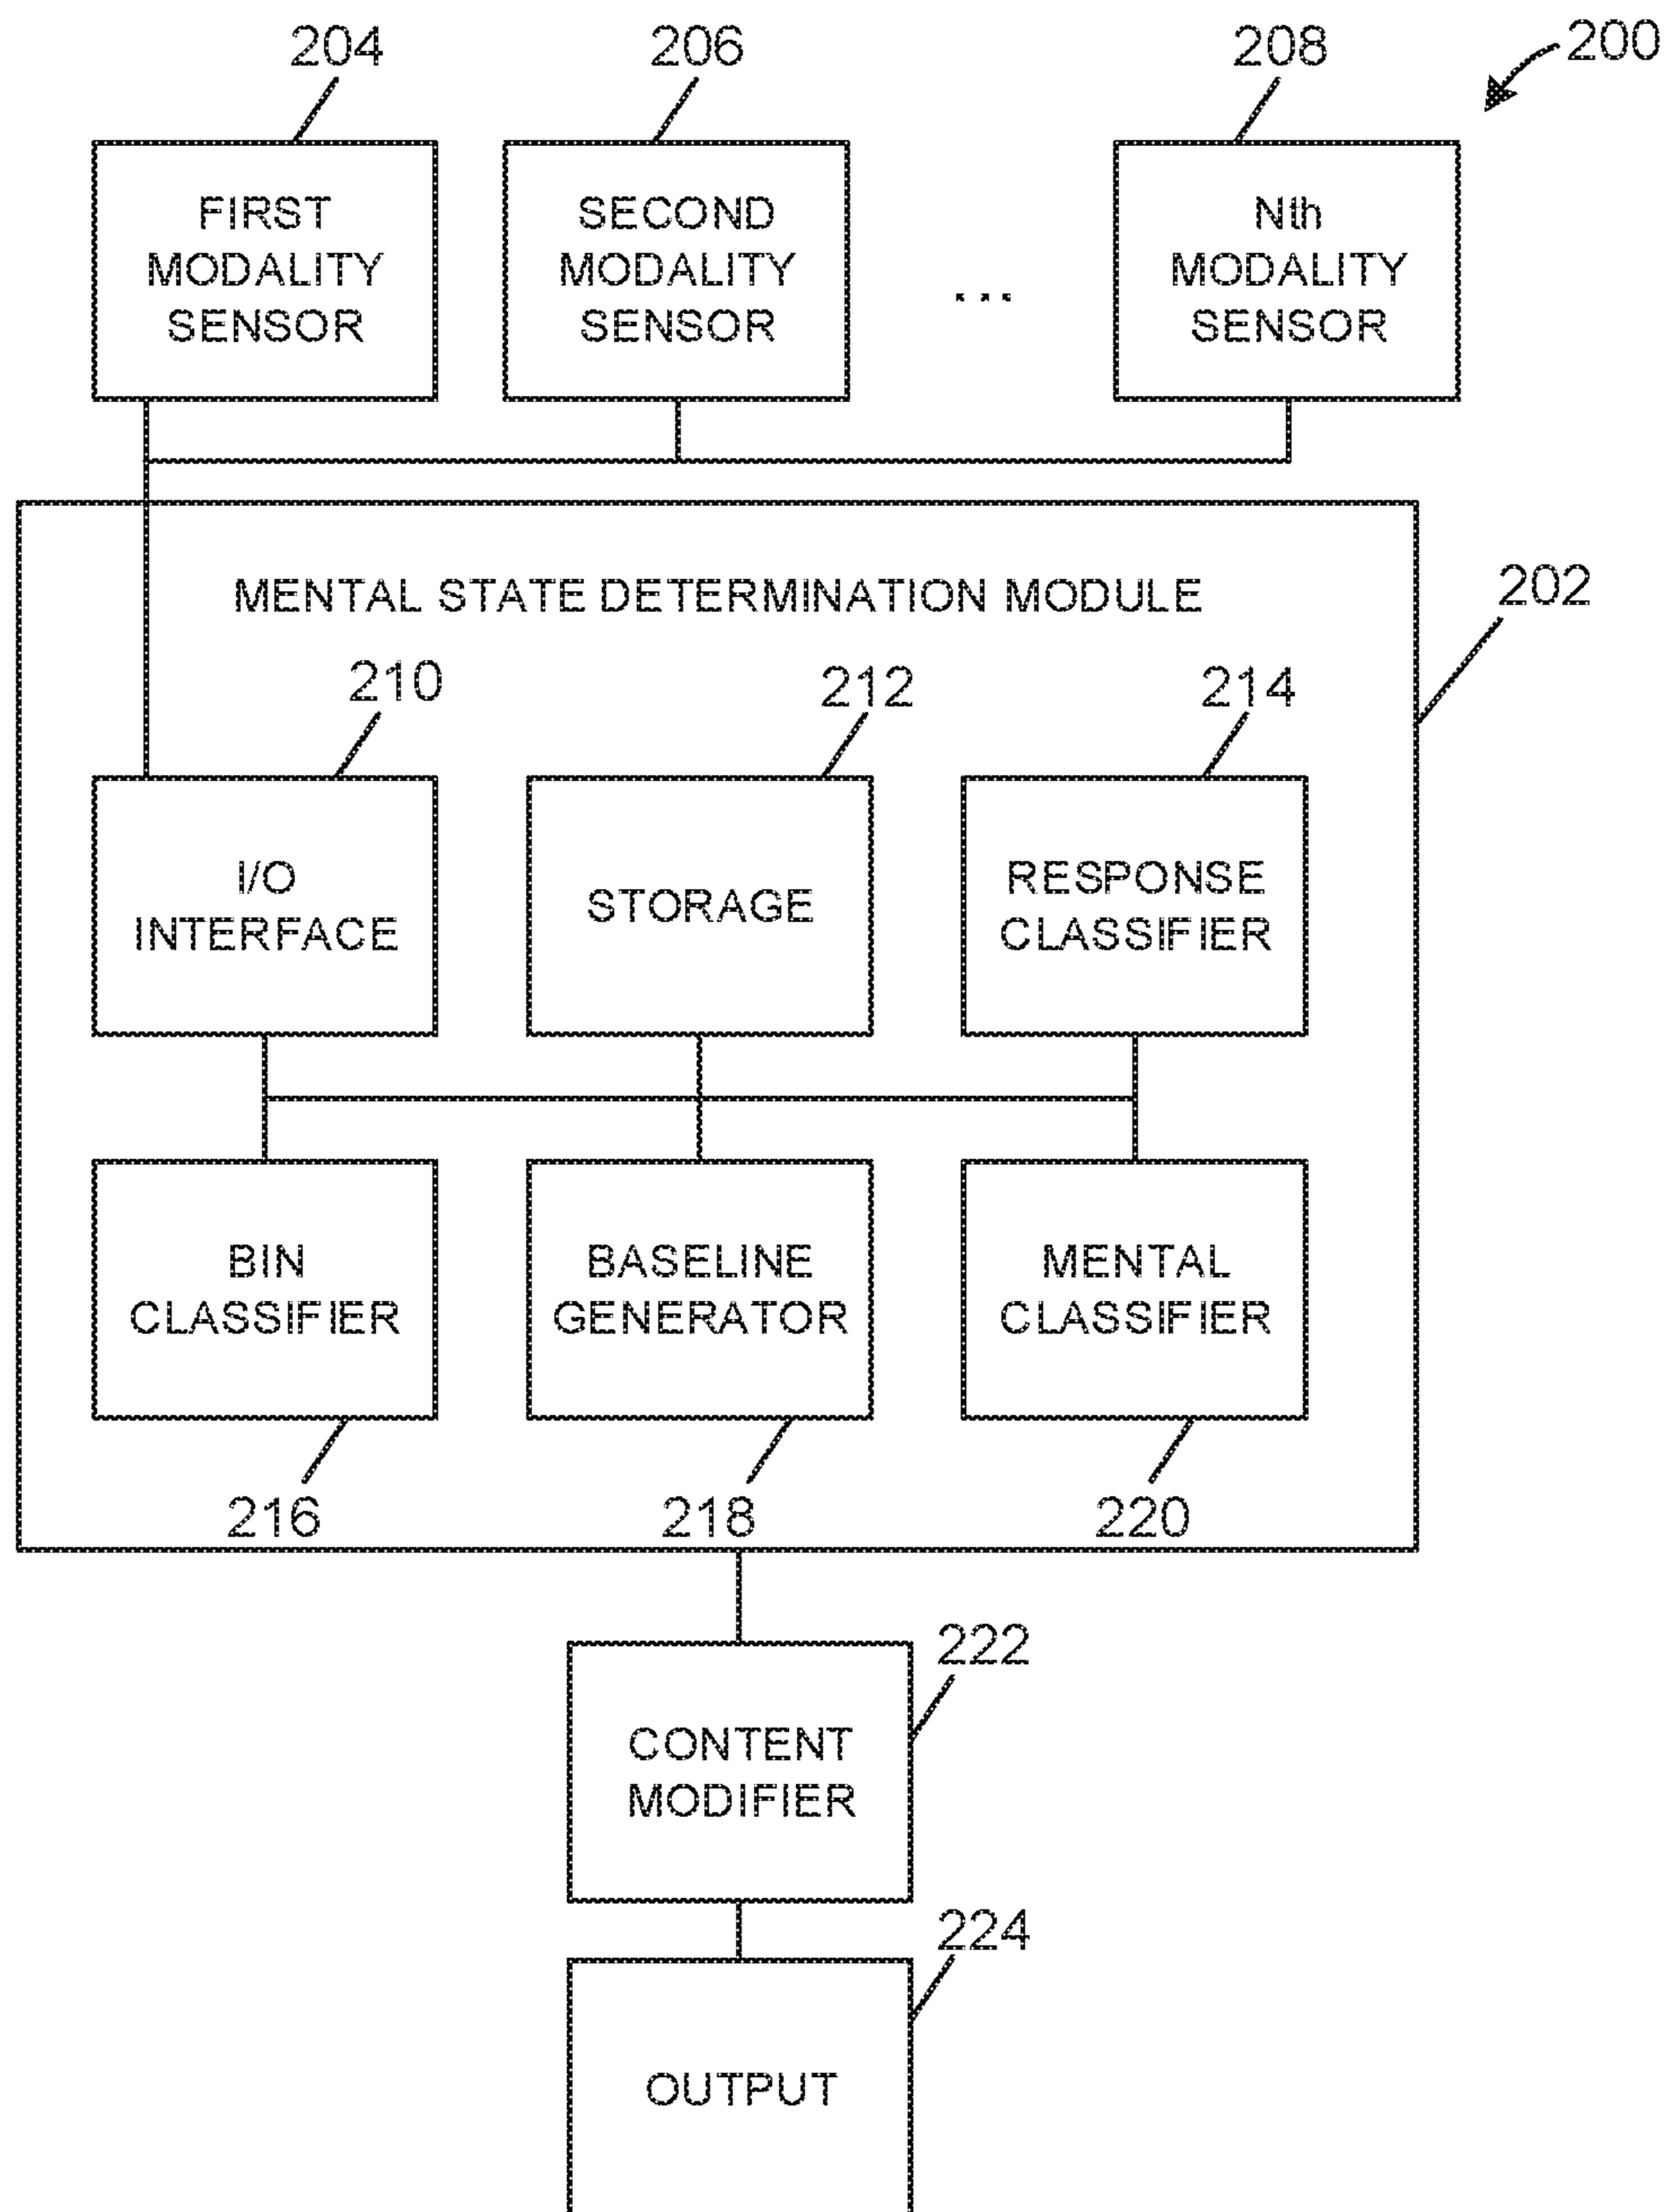 204
206
208
200
FIRST
MODALITY
SENSOR
SECOND
MODALITY
SENSOR
...
Nth
MODALITY
SENSOR
MENTAL STATE DETERMINATION MODULE
202
210
212
214
I/O
INTERFACE
STORAGE
RESPONSE
CLASSIFIER
BIN
CLASSIFIER
BASELINE
GENERATOR
MENTAL
CLASSIFIER
216
218
220
222
CONTENT
MODIFIER
224
OUTPUT